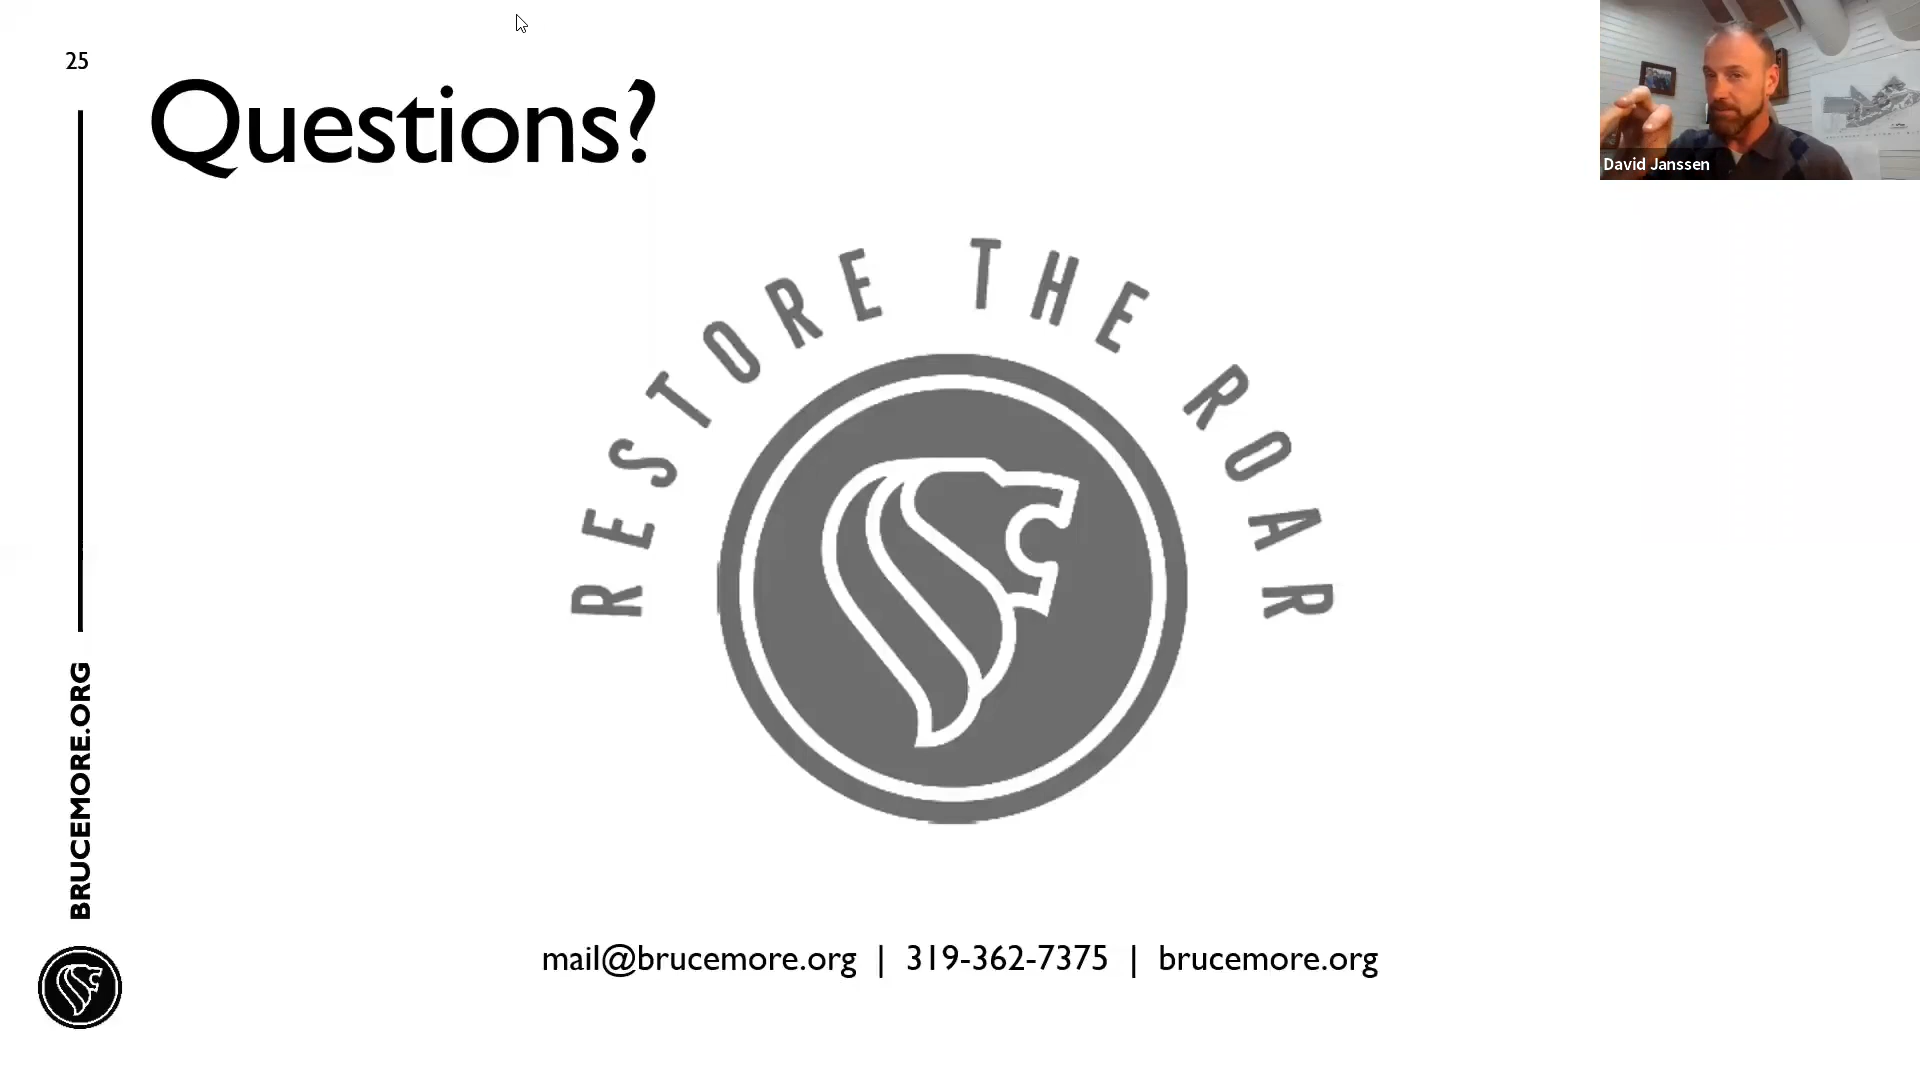 25
Questions?
David Janssen
RESTORE THE ROAR
BRUCEMORE.ORG
mail@brucemore.org | 319-362-7375 | brucemore.org